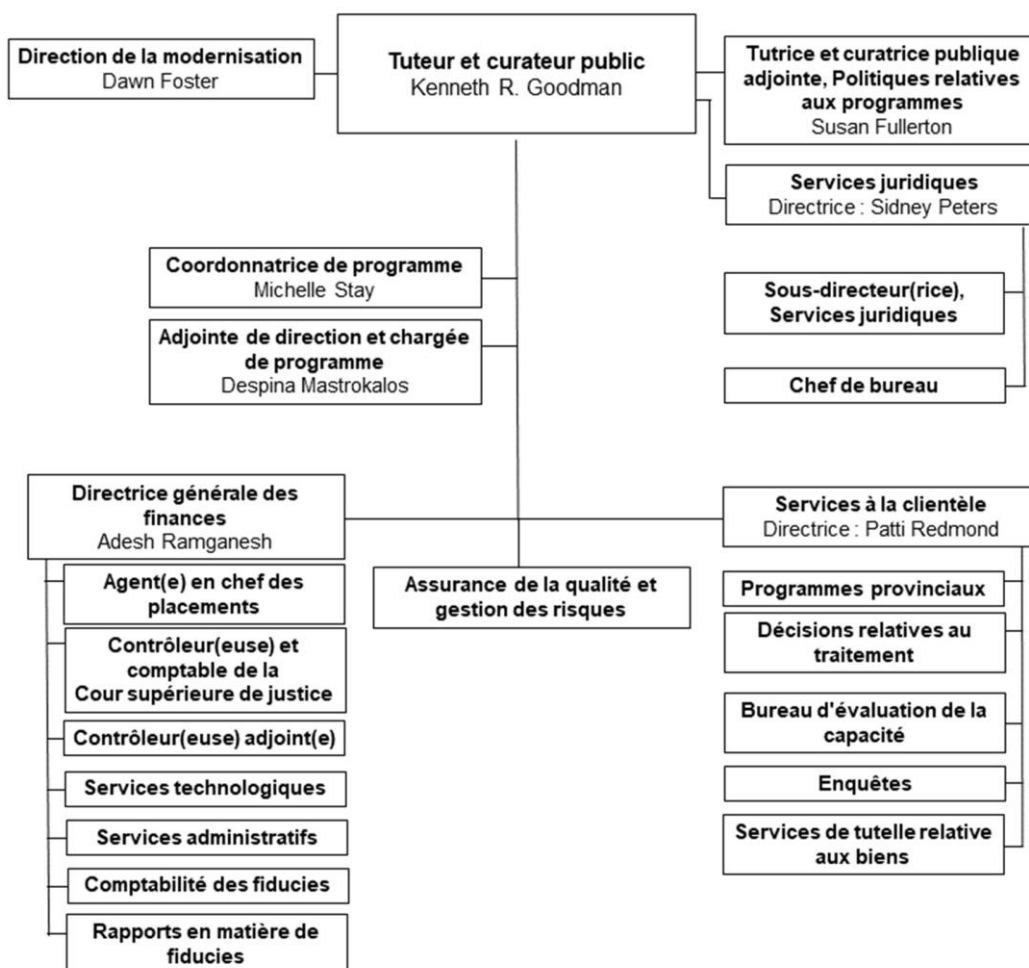 Direction de la modernisation
Dawn Foster
Tuteur et curateur public
Kenneth R. Goodman
Tutrice et curatrice publique
adjointe, Politiques relatives
aux programmes
Susan Fullerton
Services juridiques
Directrice : Sidney Peters
Coordonnatrice de programme
Michelle Stay
Sous-directeur(rice),
Services juridiques
Adjointe de direction et chargée
de programme
Despina Mastrokalos
Chef de bureau
Directrice générale des
finances
Adesh Ramganesh
Services à la clientèle
Directrice : Patti Redmond
Agent(e) en chef des
placements
Contrôleur(euse) et
comptable de la
Cour supérieure de justice
Contrôleur(euse) adjoint(e)
Services technologiques
Services administratifs
Comptabilité des fiducies
Rapports en matière de
fiducies
Assurance de la qualité et
gestion des risques
Programmes provinciaux
Décisions relatives au
traitement
Bureau d'évaluation de la
capacité
Enquêtes
Services de tutelle relative
aux biens